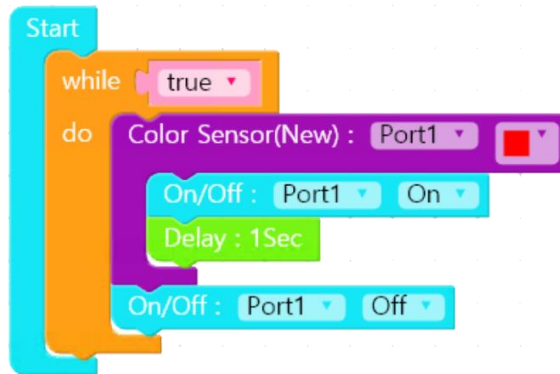 Start
while true
do Color Sensor(New) : Port1
On/Off : Port1 On
Delay : 1Sec
On/Off : Port1 Off